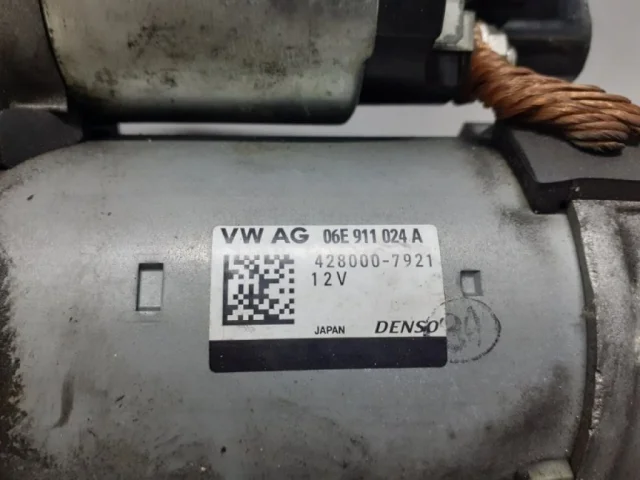 VW AG 06E 911 024 A
428000-7921
12V
JAPAN DENSO